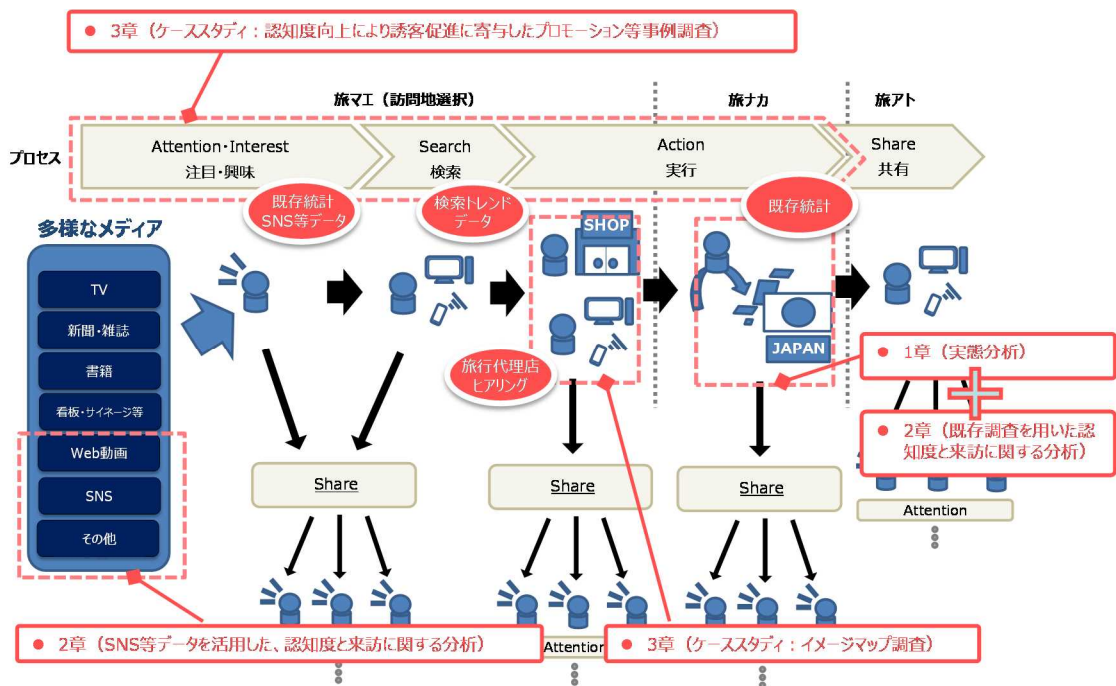 ● 3章（ケーススタディ：認知度向上により誘客促進に寄与したプロモーション等事例調査）
旅マエ（訪問地選択）
旅ナカ
旅アト
プロセス
Attention・Interest
注目・興味
Search
検索
Action
実行
Share
共有
既存統計
SNS等データ
検索トレンド
データ
既存統計
多様なメディア
TV
新聞・雑誌
書籍
看板・サイネージ等
Web動画
SNS
その他
SHOP
旅行代理店
ヒアリング
JAPAN
● 1章（実態分析）
● 2章（既存調査を用いた認
知度と来訪に関する分析）
Share
Share
Share
Attention
● 2章（SNS等データを活用した、認知度と来訪に関する分析）
Attention
● 3章（ケーススタディ：イメージマップ調査）